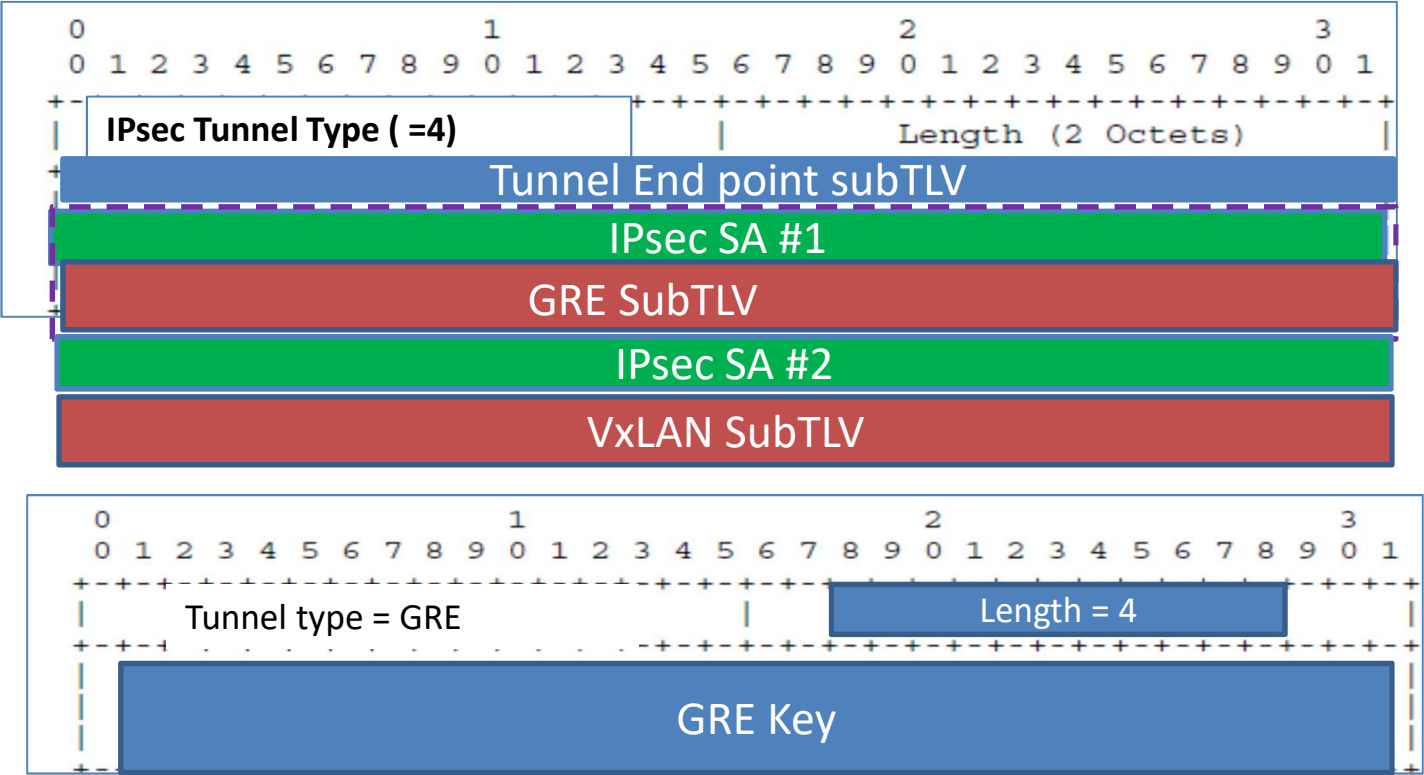 0 1 2 3
0 1 2 3 4 5 6 7 8 9 0 1 2 3 4 5 6 7 8 9 0 1 2 3 4 5 6 7 8 9 0 1
IPsec Tunnel Type ( =4) | Length (2 Octets) |
Tunnel End point subTLV
IPsec SA #1
GRE SubTLV
IPsec SA #2
VxLAN SubTLV
0 1 2 3
0 1 2 3 4 5 6 7 8 9 0 1 2 3 4 5 6 7 8 9 0 1 2 3 4 5 6 7 8 9 0 1
Tunnel type = GRE | Length = 4 |
GRE Key